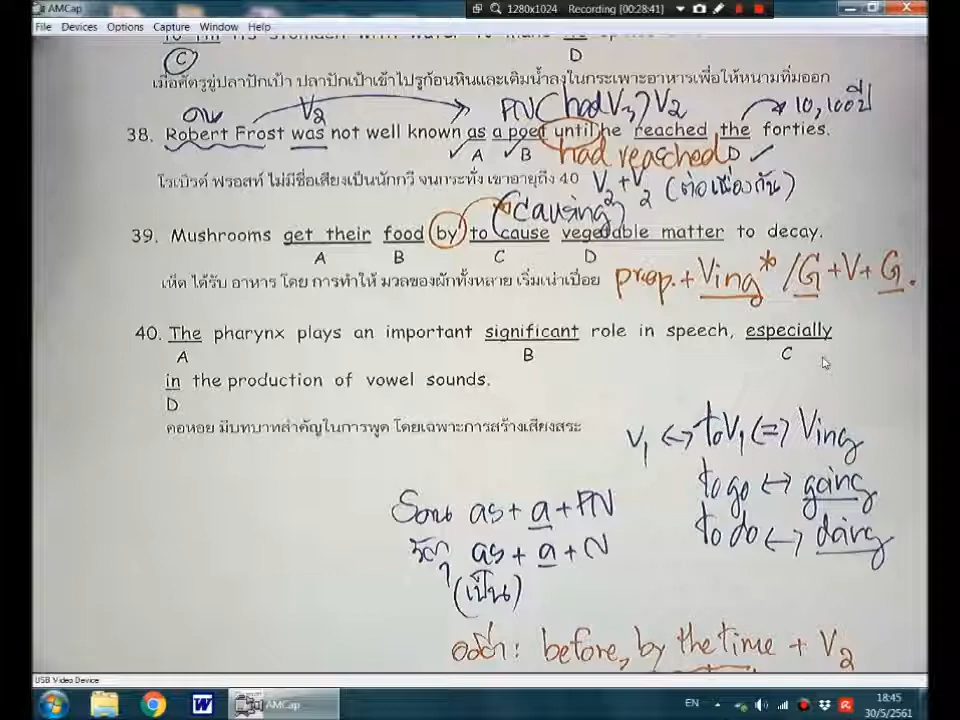 AMCap
1280x1024 Recording [00:28:41]
File Devices Options Capture Window Help
C D
เมื่อศัตรูขู่ปลาปักเป้า ปลาปักเป้าเข้าไปรูก้อนหินและเติมน้ำลงในกระเพาะอาหารเพื่อให้หนามทิ่มออก
V2 PN (had V3) V2 10, 100 ปี
38. Robert Frost was not well known as a poet until he reached the forties.
A B had reached D
โรเบิรต์ ฟรอสท์ ไม่มีชื่อเสียงเป็นนักกวี จนกระทั่ง เขาอายุถึง 40 V2 + V2 (ต่อเนื่องกัน)
(causing)
39. Mushrooms get their food by to cause vegetable matter to decay.
A B C D
เห็ด ได้รับ อาหาร โดย การทำให้ มวลของผักทั้งหลาย เริ่มเน่าเปื่อย prep. + Ving* / G + V + G.
40. The pharynx plays an important significant role in speech, especially
A B C
in the production of vowel sounds.
D
คอหอย มีบทบาทสำคัญในการพูด โดยเฉพาะการสร้างเสียงสระ
V1 <-> to V1 <=> Ving
to go <-> going
as + a + PN
to do <-> doing
as + a + N
(เป็น)
before, by the time + V2
USB Video Device
AMCap
EN
18:45
30/5/2561